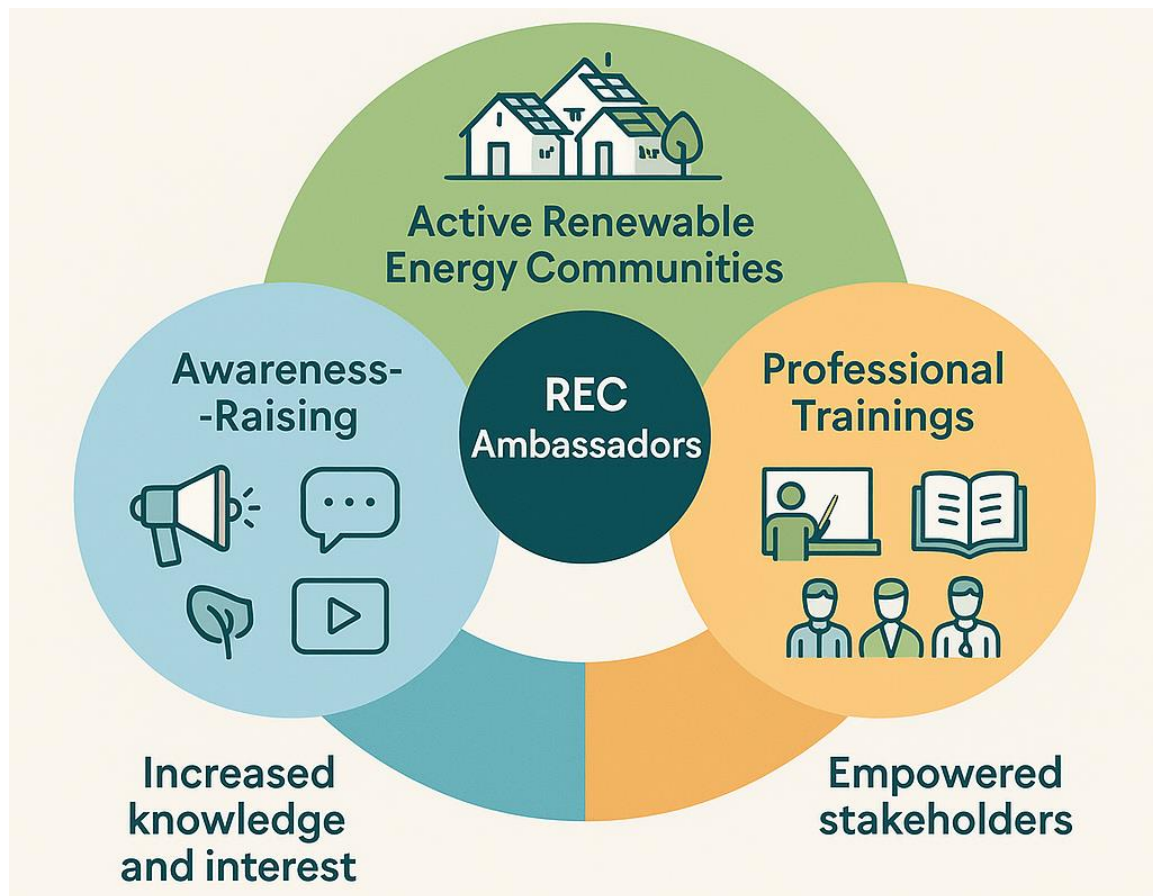 Active Renewable
Energy Communities
Awareness-
-Raising
REC
Ambassadors
Professional
Trainings
Increased
knowledge
and interest
Empowered
stakeholders